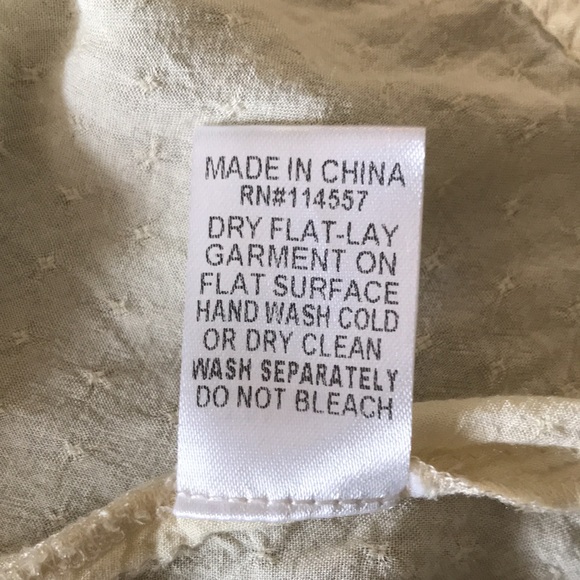 MADE IN CHINA
RN#114557
DRY FLAT-LAY
GARMENT ON
FLAT SURFACE
HAND WASH COLD
OR DRY CLEAN
WASH SEPARATELY
DO NOT BLEACH